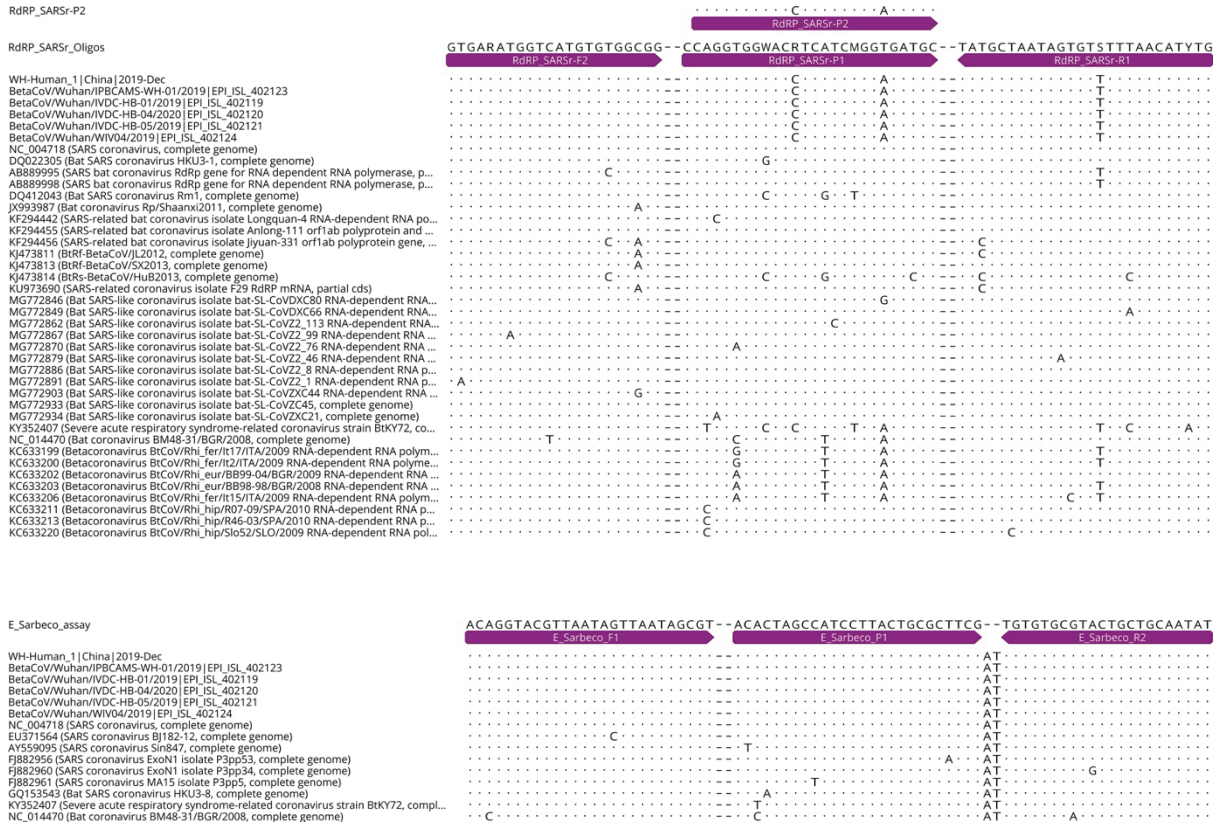 RdRP_SARSr-P2 C A
RdRP_SARSr-P2
RdRP_SARSr_Oligos GTGARATGGTCATGTGTGGCGG--CCAGGTGGWACRTCATCMGGTGATGC--TATGCTAATAGTGTSTTTAACATYTG
RdRP_SARSr-F2 RdRP_SARSr-P1 RdRP_SARSr-R1
WH-Human_1|China|2019-Dec -- C A -- T
BetaCoV/Wuhan/IPBCAMS-WH-01/2019|EPI_ISL_402123 -- C A -- T
BetaCoV/Wuhan/IVDC-HB-01/2019|EPI_ISL_402119 -- C A -- T
BetaCoV/Wuhan/IVDC-HB-04/2020|EPI_ISL_402120 -- C A -- T
BetaCoV/Wuhan/IVDC-HB-05/2019|EPI_ISL_402121 -- C A -- T
BetaCoV/Wuhan/WIV04/2019|EPI_ISL_402124 -- C A -- T
NC_004718 (SARS coronavirus, complete genome) -- --
DQ022305 (Bat SARS coronavirus HKU3-1, complete genome) -- G --
AB889995 (SARS bat coronavirus RdRp gene for RNA dependent RNA polymerase, p... C -- -- T
AB889998 (SARS bat coronavirus RdRp gene for RNA dependent RNA polymerase, p... -- -- T
DQ412043 (Bat SARS coronavirus Rm1, complete genome) -- C G T --
JX993987 (Bat coronavirus Rp/Shaanxi2011, complete genome) A -- --
KF294442 (SARS-related bat coronavirus isolate Longquan-4 RNA-dependent RNA po... -- C --
KF294455 (SARS-related bat coronavirus isolate Anlong-111 orf1ab polyprotein and ... -- --
KF294456 (SARS-related bat coronavirus isolate Jiyuan-331 orf1ab polyprotein gene, ... C A -- -- C
KJ473811 (BtRf-BetaCoV/JL2012, complete genome) A -- -- C
KJ473813 (BtRf-BetaCoV/SX2013, complete genome) A -- --
KJ473814 (BtRs-BetaCoV/HuB2013, complete genome) C -- C G C -- C C
KU973690 (SARS-related coronavirus isolate F29 RdRP mRNA, partial cds) A -- -- C
MG772846 (Bat SARS-like coronavirus isolate bat-SL-CoVDXC80 RNA-dependent RNA... -- G --
MG772849 (Bat SARS-like coronavirus isolate bat-SL-CoVDXC66 RNA-dependent RNA... -- -- A
MG772862 (Bat SARS-like coronavirus isolate bat-SL-CoVZ2_113 RNA-dependent RNA... -- C --
MG772867 (Bat SARS-like coronavirus isolate bat-SL-CoVZ2_99 RNA-dependent RNA ... A -- --
MG772870 (Bat SARS-like coronavirus isolate bat-SL-CoVZ2_76 RNA-dependent RNA ... -- A --
MG772879 (Bat SARS-like coronavirus isolate bat-SL-CoVZ2_46 RNA-dependent RNA ... -- -- A
MG772886 (Bat SARS-like coronavirus isolate bat-SL-CoVZ2_8 RNA-dependent RNA p... -- --
MG772891 (Bat SARS-like coronavirus isolate bat-SL-CoVZ2_1 RNA-dependent RNA p... A -- --
MG772903 (Bat SARS-like coronavirus isolate bat-SL-CoVZXC44 RNA-dependent RNA ... G -- --
MG772933 (Bat SARS-like coronavirus isolate bat-SL-CoVZC45, complete genome) -- --
MG772934 (Bat SARS-like coronavirus isolate bat-SL-CoVZXC21, complete genome) -- A --
KY352407 (Severe acute respiratory syndrome-related coronavirus strain BtKY72, co... -- T C C T A -- T C A
NC_014470 (Bat coronavirus BM48-31/BGR/2008, complete genome) T -- C T A --
KC633199 (Betacoronavirus BtCoV/Rhi_fer/It17/ITA/2009 RNA-dependent RNA polym... -- G T A -- T
KC633200 (Betacoronavirus BtCoV/Rhi_fer/It2/ITA/2009 RNA-dependent RNA polyme... -- G T A -- T
KC633202 (Betacoronavirus BtCoV/Rhi_eur/BB99-04/BGR/2009 RNA-dependent RNA ... -- A T A --
KC633203 (Betacoronavirus BtCoV/Rhi_eur/BB98-98/BGR/2008 RNA-dependent RNA ... -- A T A -- T
KC633206 (Betacoronavirus BtCoV/Rhi_fer/It15/ITA/2009 RNA-dependent RNA polym... -- A T A -- C T
KC633211 (Betacoronavirus BtCoV/Rhi_hip/R07-09/SPA/2010 RNA-dependent RNA p... -- C --
KC633213 (Betacoronavirus BtCoV/Rhi_hip/R46-03/SPA/2010 RNA-dependent RNA p... -- C --
KC633220 (Betacoronavirus BtCoV/Rhi_hip/Slo52/SLO/2009 RNA-dependent RNA pol... -- C -- C
E_Sarbeco_assay ACAGGTACGTTAATAGTTAATAGCGT--ACACTAGCCATCCTTACTGCGCTTCG--TGTGTGCGTACTGCTGCAATAT
E_Sarbeco_F1 E_Sarbeco_P1 E_Sarbeco_R2
WH-Human_1|China|2019-Dec -- AT
BetaCoV/Wuhan/IPBCAMS-WH-01/2019|EPI_ISL_402123 -- AT
BetaCoV/Wuhan/IVDC-HB-01/2019|EPI_ISL_402119 -- AT
BetaCoV/Wuhan/IVDC-HB-04/2020|EPI_ISL_402120 -- AT
BetaCoV/Wuhan/IVDC-HB-05/2019|EPI_ISL_402121 -- AT
BetaCoV/Wuhan/WIV04/2019|EPI_ISL_402124 -- AT
NC_004718 (SARS coronavirus, complete genome) -- AT
EU371564 (SARS coronavirus BJ182-12, complete genome) C -- AT
AY559095 (SARS coronavirus Sin847, complete genome) -- T AT
FJ882956 (SARS coronavirus ExoN1 isolate P3pp53, complete genome) -- A AT
FJ882960 (SARS coronavirus ExoN1 isolate P3pp34, complete genome) -- AT G
FJ882961 (SARS coronavirus MA15 isolate P3pp5, complete genome) -- T AT
GQ153543 (Bat SARS coronavirus HKU3-8, complete genome) -- A AT
KY352407 (Severe acute respiratory syndrome-related coronavirus strain BtKY72, compl... -- T AT
NC_014470 (Bat coronavirus BM48-31/BGR/2008, complete genome) C -- C AT A